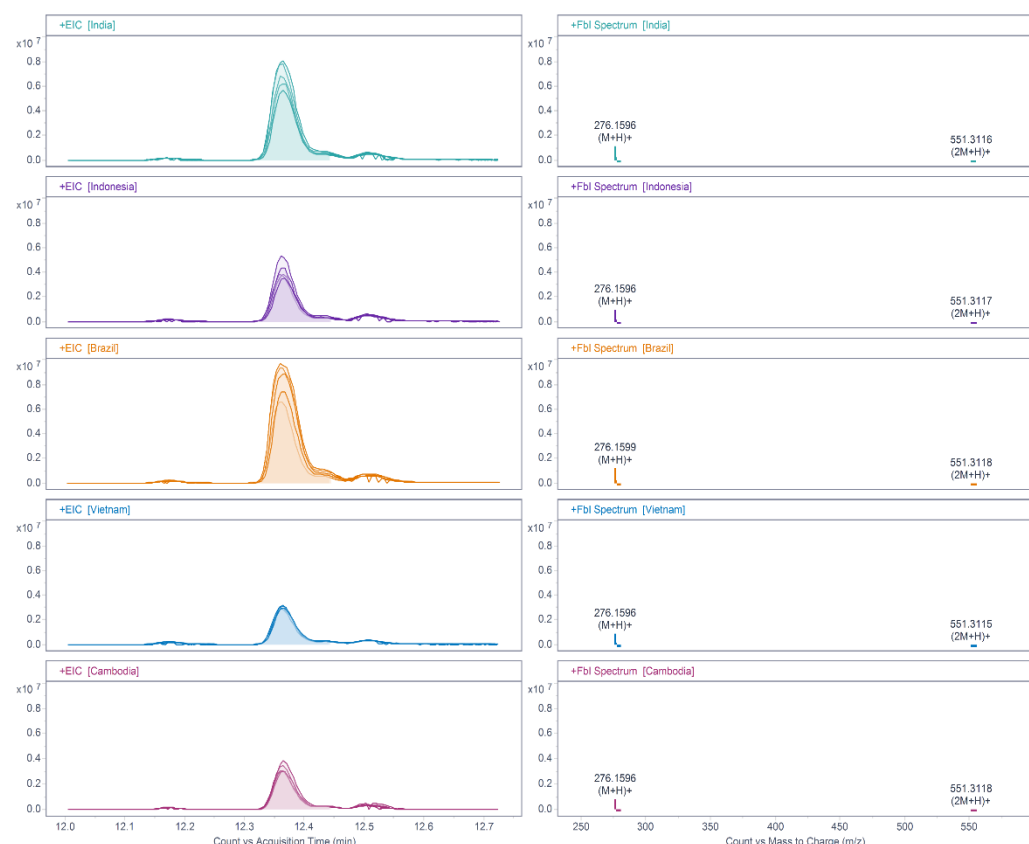 +EIC [India]
+FbI Spectrum [India]
x10 7
0.8
0.6
0.4
0.2
0.0
x10 7
0.8
0.6
0.4
0.2
0.0
276.1596
(M+H)+
551.3116
(2M+H)+
+EIC [Indonesia]
+FbI Spectrum [Indonesia]
x10 7
0.8
0.6
0.4
0.2
0.0
x10 7
0.8
0.6
0.4
0.2
0.0
276.1596
(M+H)+
551.3117
(2M+H)+
+EIC [Brazil]
+FbI Spectrum [Brazil]
x10 7
0.8
0.6
0.4
0.2
0.0
x10 7
0.8
0.6
0.4
0.2
0.0
276.1599
(M+H)+
551.3118
(2M+H)+
+EIC [Vietnam]
+FbI Spectrum [Vietnam]
x10 7
0.8
0.6
0.4
0.2
0.0
x10 7
0.8
0.6
0.4
0.2
0.0
276.1596
(M+H)+
551.3115
(2M+H)+
+EIC [Cambodia]
+FbI Spectrum [Cambodia]
x10 7
0.8
0.6
0.4
0.2
0.0
x10 7
0.8
0.6
0.4
0.2
0.0
276.1596
(M+H)+
551.3118
(2M+H)+
12.0 12.1 12.2 12.3 12.4 12.5 12.6 12.7
250 300 350 400 450 500 550
Count vs Acquisition Time (min)
Count vs Mass to Charge (m/z)